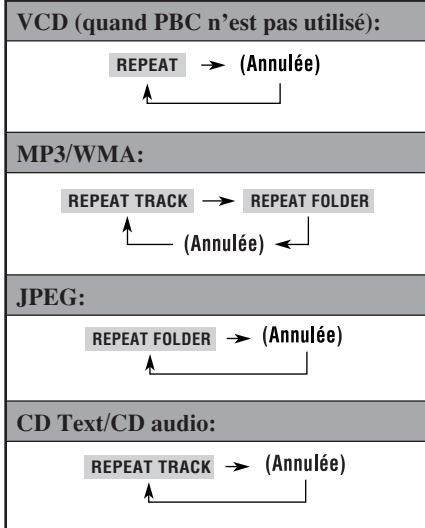 VCD (quand PBC n'est pas utilisé):
REPEAT → (Annulée)
MP3/WMA:
REPEAT TRACK → REPEAT FOLDER
(Annulée)
JPEG:
REPEAT FOLDER → (Annulée)
CD Text/CD audio:
REPEAT TRACK → (Annulée)